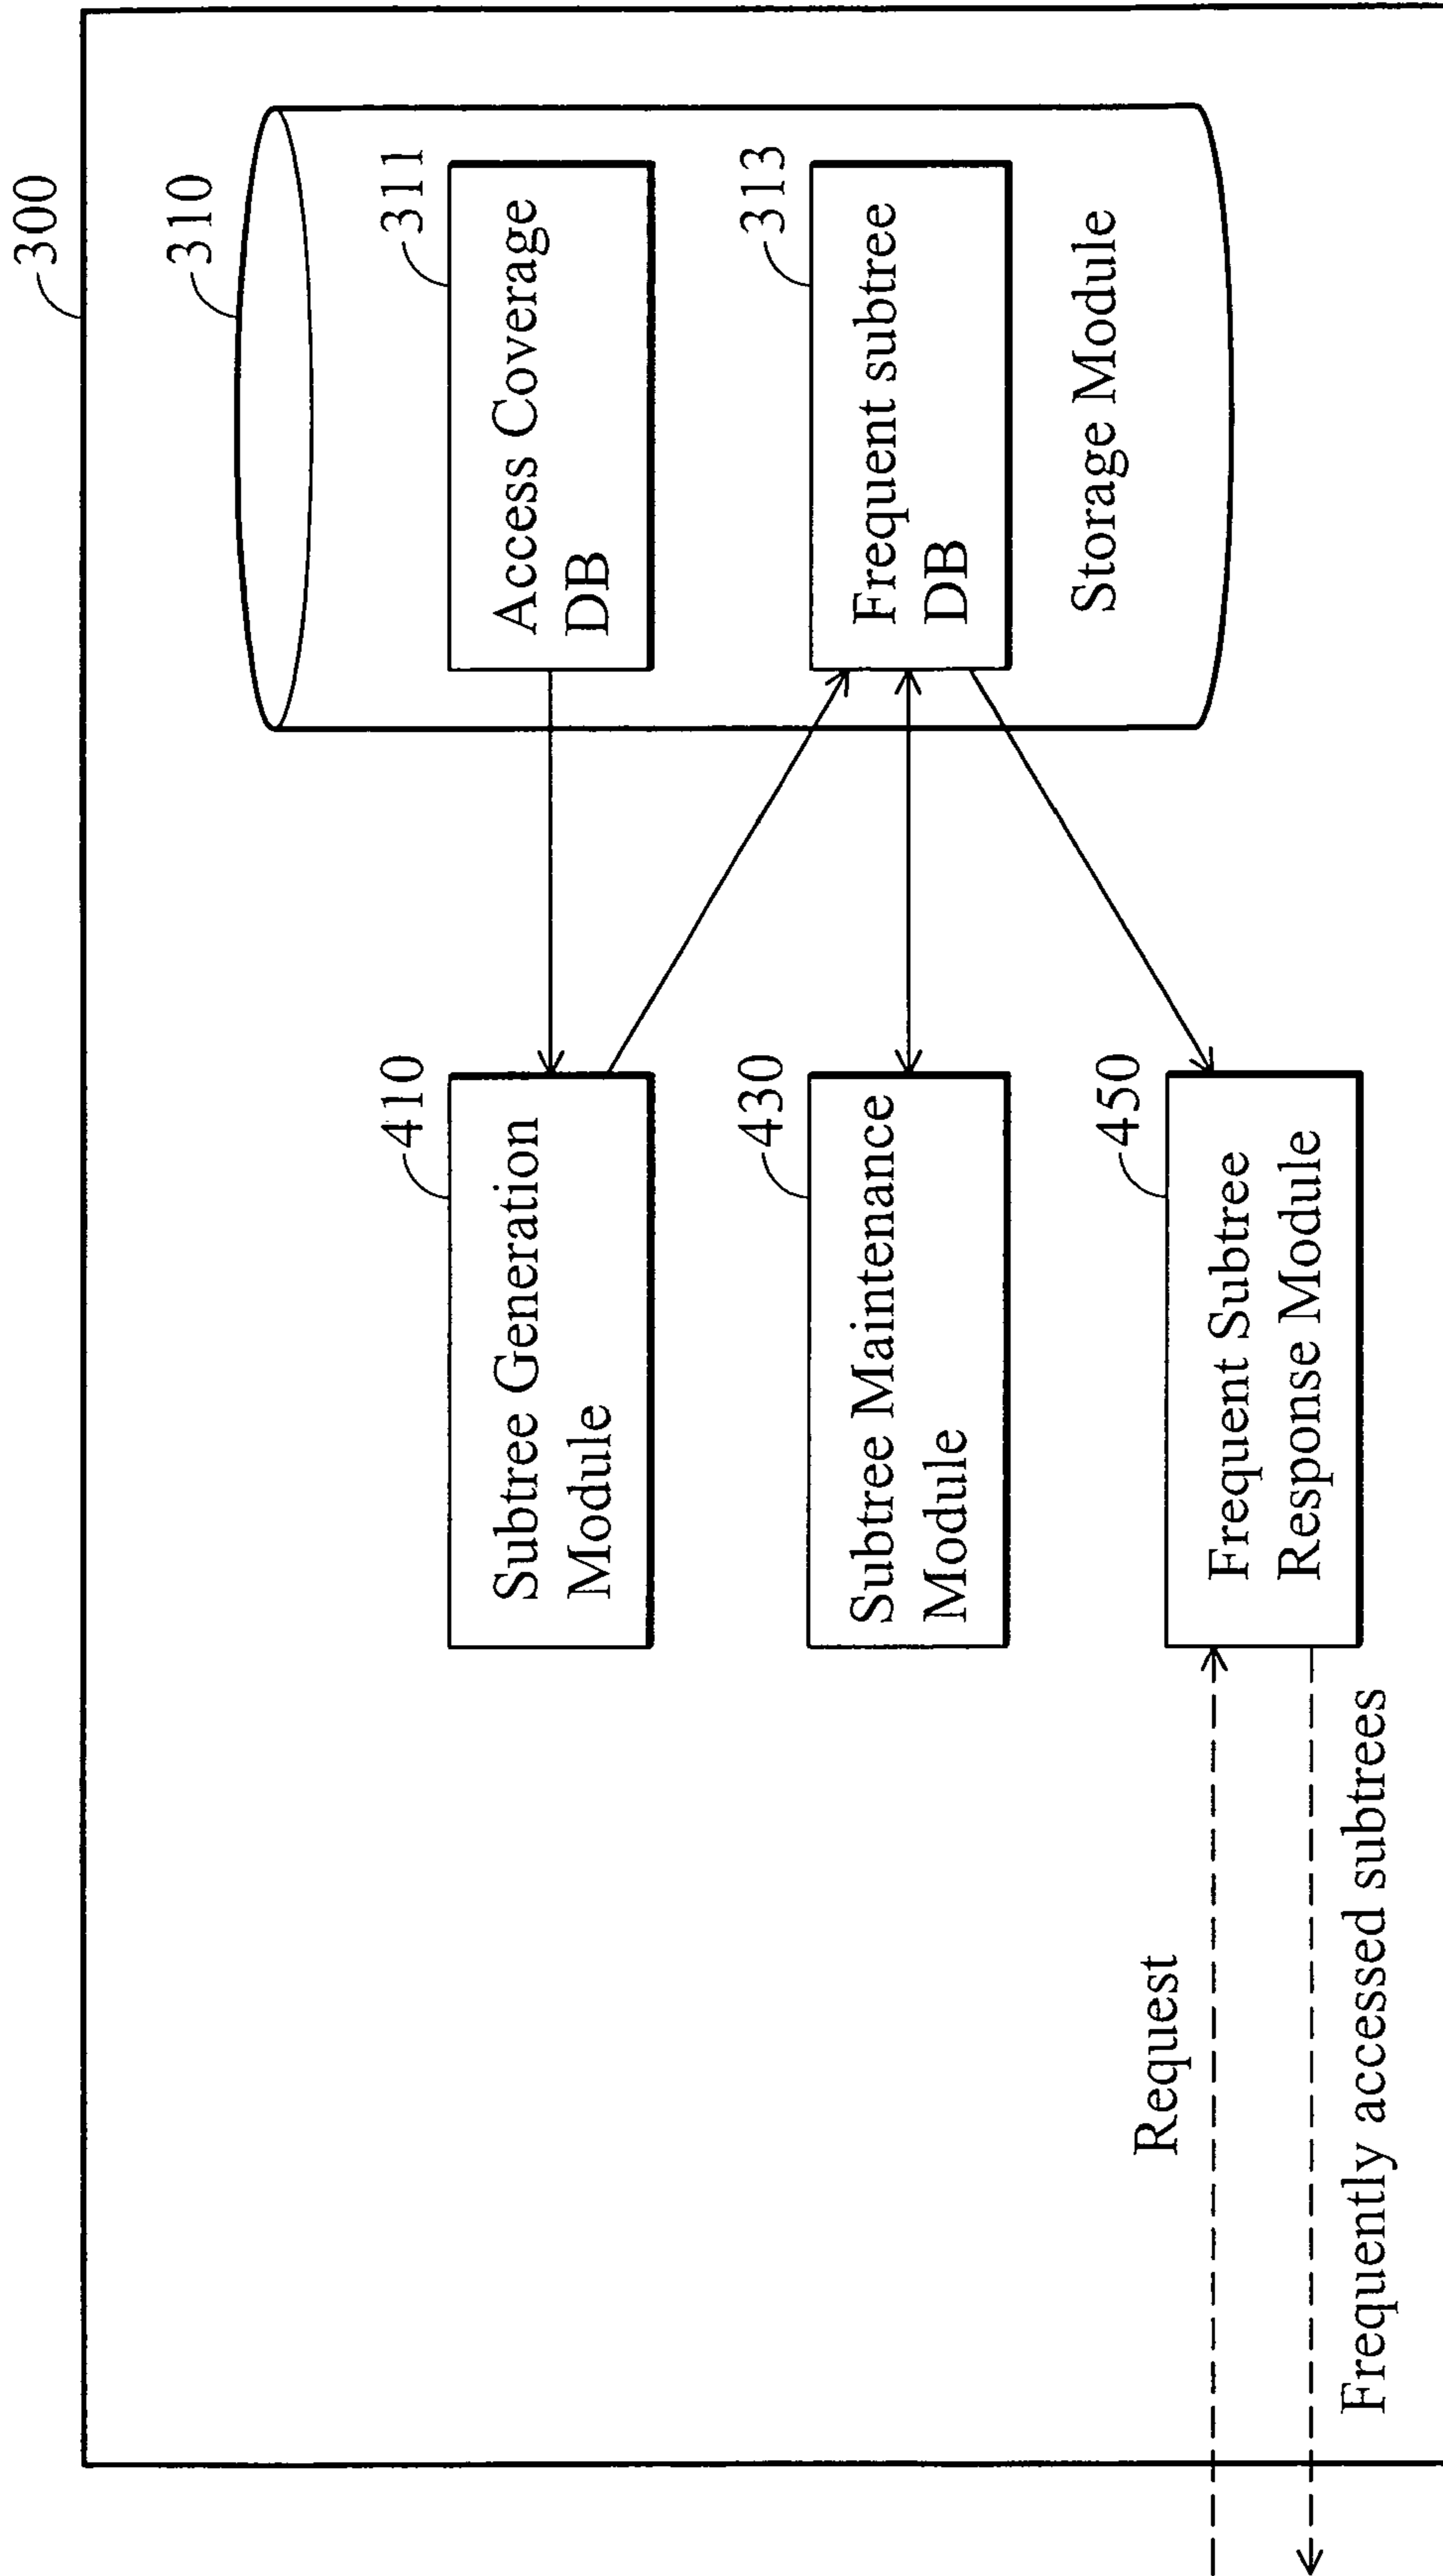 300
310
311
Access Coverage
DB
313
Frequent subtree
DB
Storage Module
410
Subtree Generation
Module
430
Subtree Maintenance
Module
450
Frequent Subtree
Response Module
Request
Frequently accessed subtrees